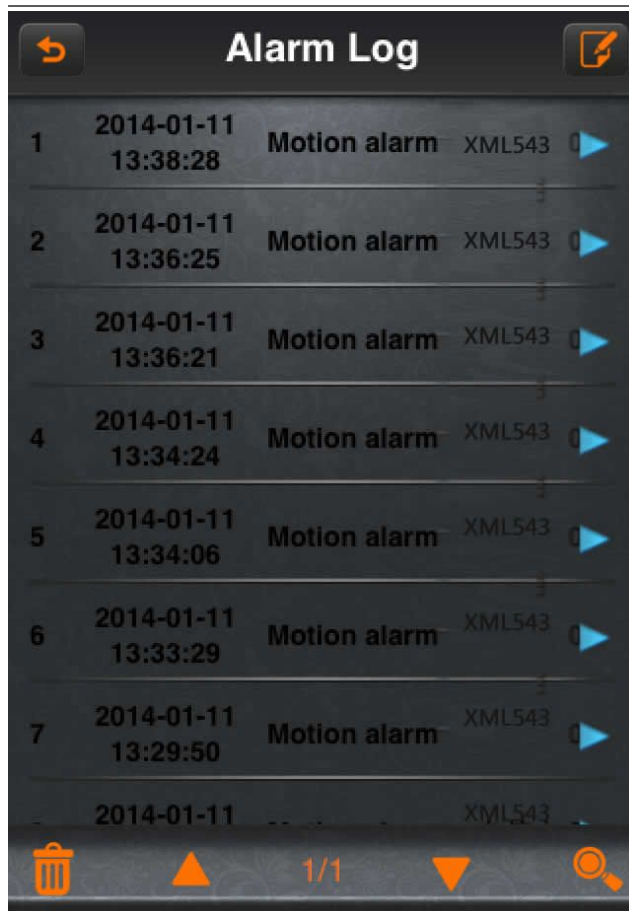 Alarm Log
1 2014-01-11 13:38:28 Motion alarm XML543
2 2014-01-11 13:36:25 Motion alarm XML543
3 2014-01-11 13:36:21 Motion alarm XML543
4 2014-01-11 13:34:24 Motion alarm XML543
5 2014-01-11 13:34:06 Motion alarm XML543
6 2014-01-11 13:33:29 Motion alarm XML543
7 2014-01-11 13:29:50 Motion alarm XML543
2014-01-11 XML543
1/1